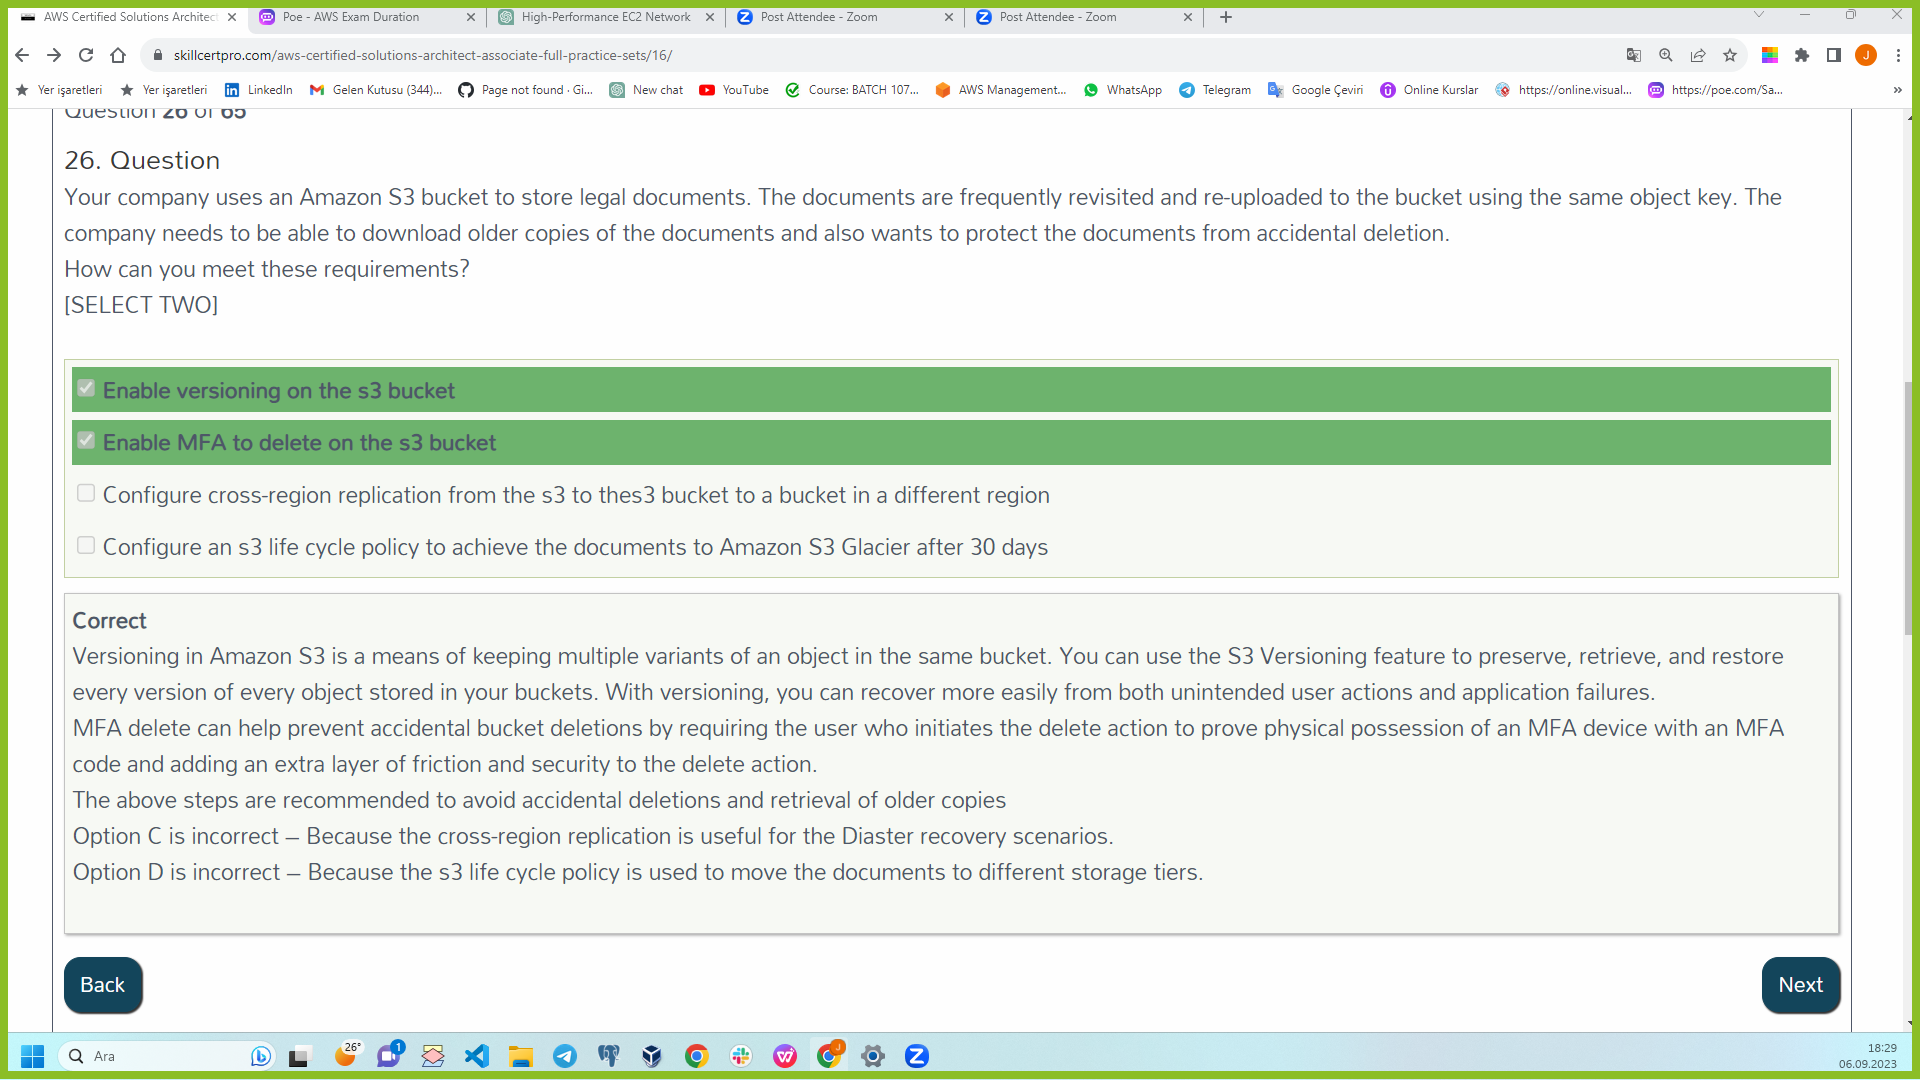 AWS Certified Solutions Architect
Poe - AWS Exam Duration
High-Performance EC2 Network
Post Attendee - Zoom
Post Attendee - Zoom
skillcertpro.com/aws-certified-solutions-architect-associate-full-practice-sets/16/
J
Yer işaretleri
Yer işaretleri
LinkedIn
Gelen Kutusu (344)...
Page not found · Gi...
New chat
YouTube
Course: BATCH 107...
AWS Management...
WhatsApp
Telegram
Google Çeviri
Online Kurslar
https://online.visual...
https://poe.com/Sa...
»
Question 26 of 65
26. Question
Your company uses an Amazon S3 bucket to store legal documents. The documents are frequently revisited and re-uploaded to the bucket using the same object key. The
company needs to be able to download older copies of the documents and also wants to protect the documents from accidental deletion.
How can you meet these requirements?
[SELECT TWO]
Enable versioning on the s3 bucket
Enable MFA to delete on the s3 bucket
Configure cross-region replication from the s3 to thes3 bucket to a bucket in a different region
Configure an s3 life cycle policy to achieve the documents to Amazon S3 Glacier after 30 days
Correct
Versioning in Amazon S3 is a means of keeping multiple variants of an object in the same bucket. You can use the S3 Versioning feature to preserve, retrieve, and restore
every version of every object stored in your buckets. With versioning, you can recover more easily from both unintended user actions and application failures.
MFA delete can help prevent accidental bucket deletions by requiring the user who initiates the delete action to prove physical possession of an MFA device with an MFA
code and adding an extra layer of friction and security to the delete action.
The above steps are recommended to avoid accidental deletions and retrieval of older copies
Option C is incorrect – Because the cross-region replication is useful for the Diaster recovery scenarios.
Option D is incorrect – Because the s3 life cycle policy is used to move the documents to different storage tiers.
Back
Next
Ara
26°
1
J
18:29
06.09.2023